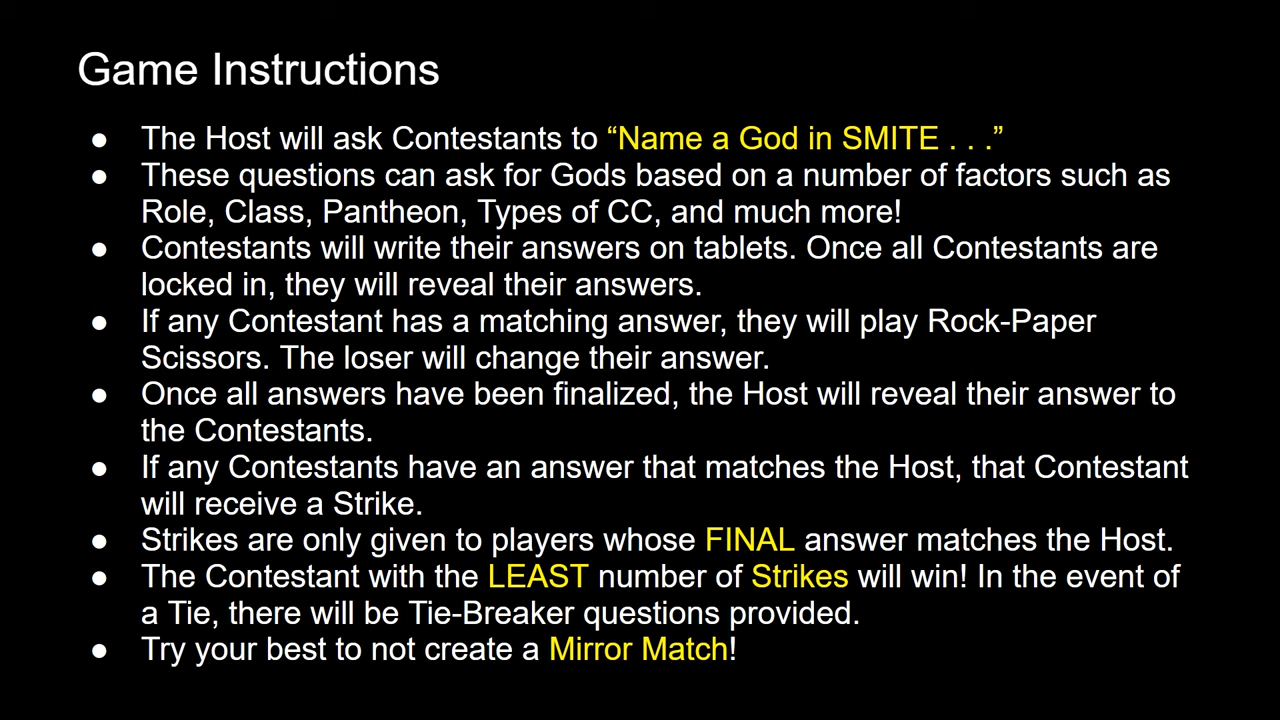 Game Instructions
● The Host will ask Contestants to “Name a God in SMITE . . .”
● These questions can ask for Gods based on a number of factors such as
Role, Class, Pantheon, Types of CC, and much more!
● Contestants will write their answers on tablets. Once all Contestants are
locked in, they will reveal their answers.
● If any Contestant has a matching answer, they will play Rock-Paper
Scissors. The loser will change their answer.
● Once all answers have been finalized, the Host will reveal their answer to
the Contestants.
● If any Contestants have an answer that matches the Host, that Contestant
will receive a Strike.
● Strikes are only given to players whose FINAL answer matches the Host.
● The Contestant with the LEAST number of Strikes will win! In the event of
a Tie, there will be Tie-Breaker questions provided.
● Try your best to not create a Mirror Match!